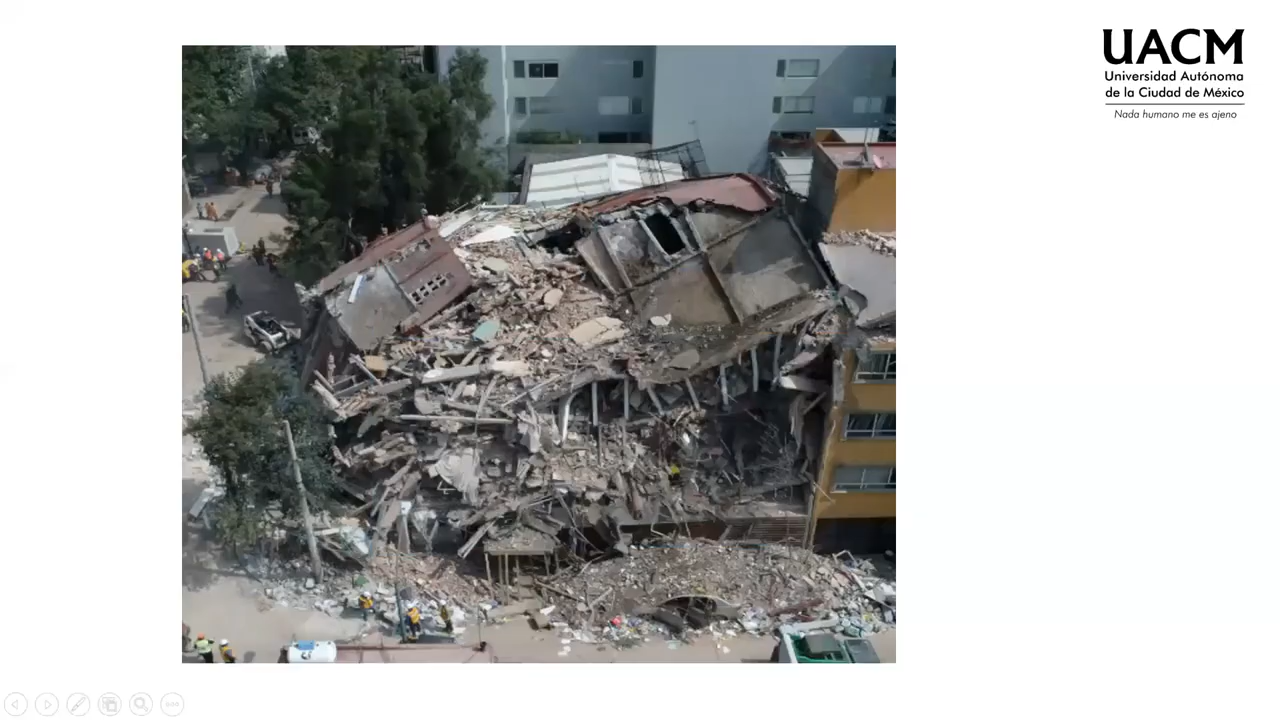 UACM
Universidad Autónoma
de la Ciudad de México
Nada humano me es ajeno